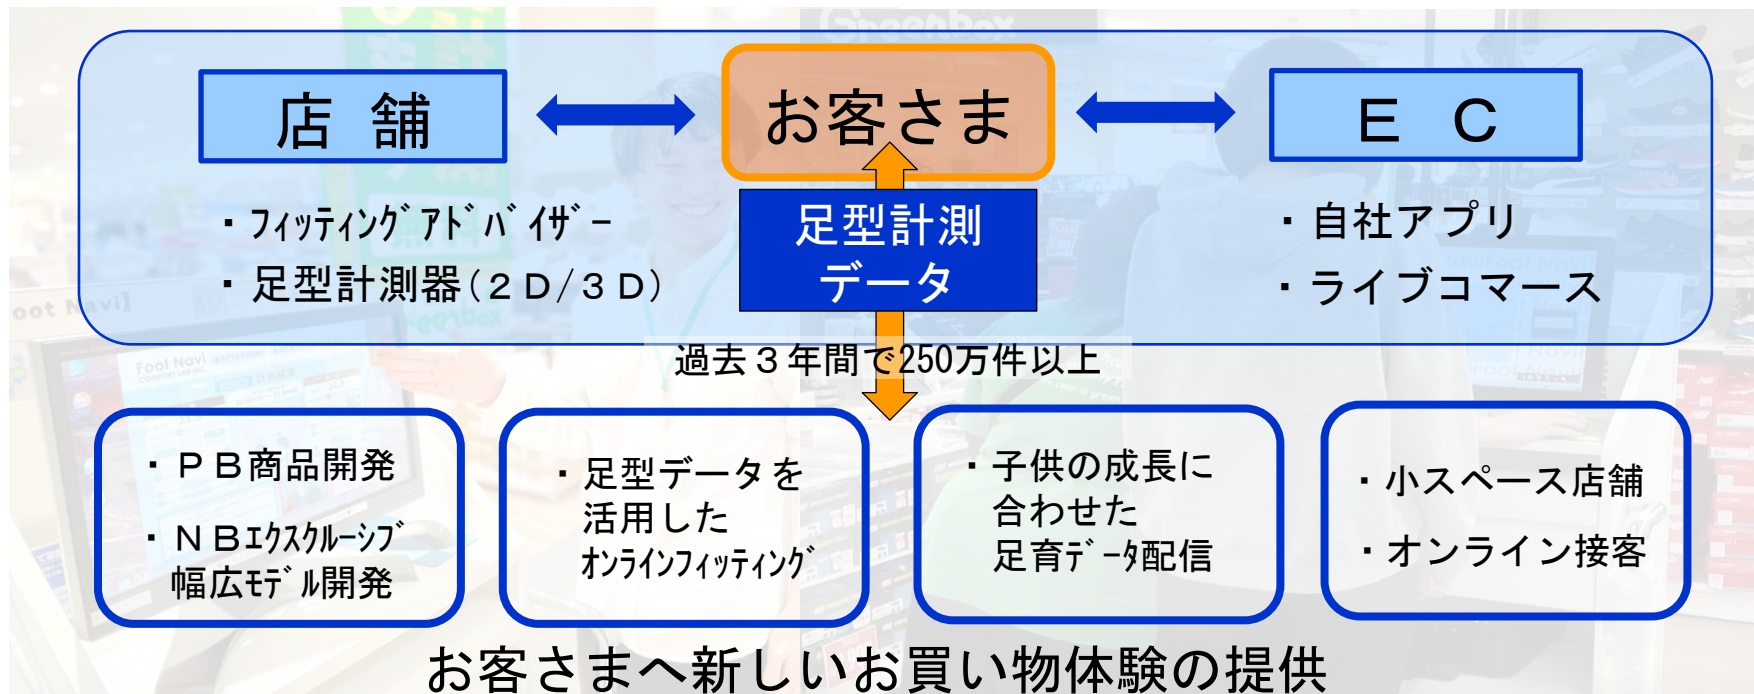 Greenbox
店 舗
お客さま
Ｅ Ｃ
・ﾌｨｯﾃｨﾝｸﾞｱﾄﾞﾊﾞｲｻﾞｰ
・足型計測器(２Ｄ/３Ｄ)
足型計測
データ
・自社アプリ
・ライブコマース
過去３年間で250万件以上
Foot Navi
・ＰＢ商品開発
・ＮＢｴｸｽｸﾙｰｼﾌﾞ
幅広ﾓﾃﾞﾙ開発
・足型データを
活用した
ｵﾝﾗｲﾝﾌｨｯﾃｨﾝｸﾞ
・子供の成長に
合わせた
足育ﾃﾞｰﾀ配信
・小スペース店舗
・オンライン接客
お客さまへ新しいお買い物体験の提供